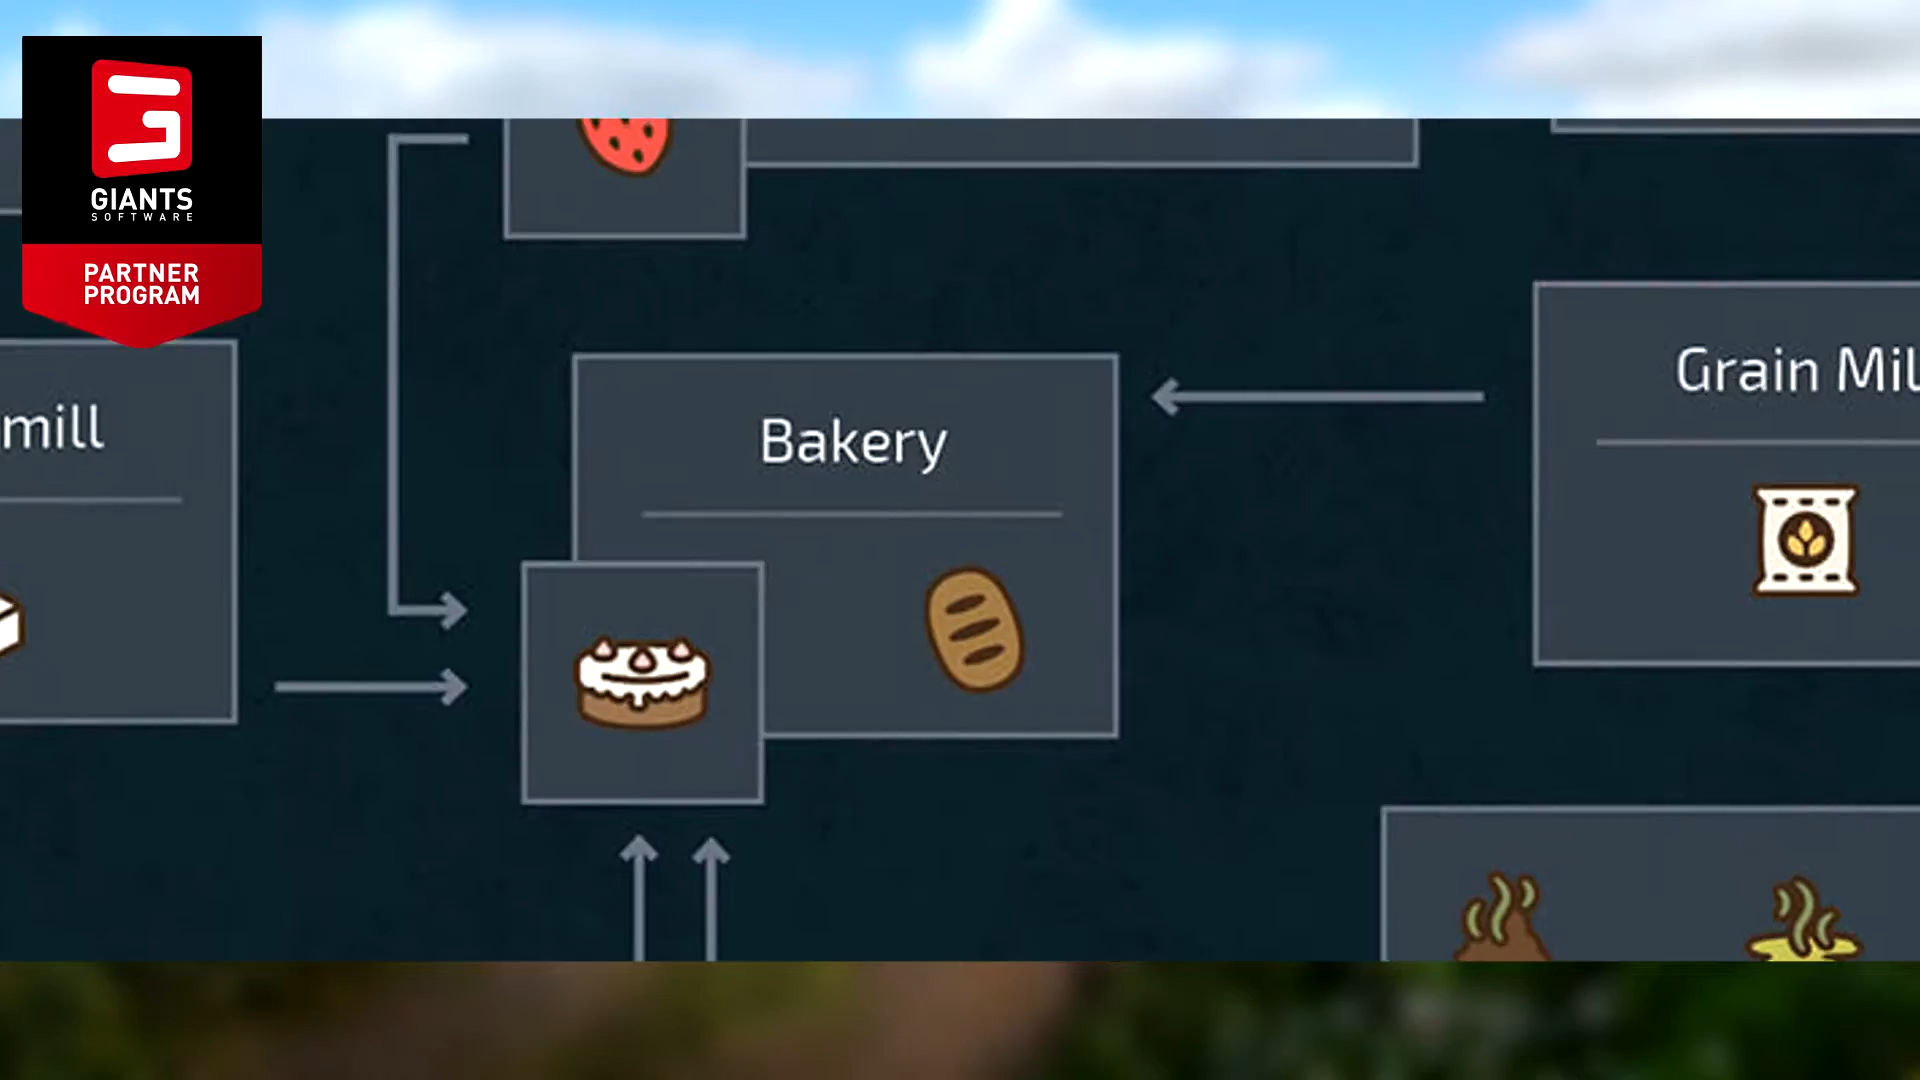 GIANTS
SOFTWARE
PARTNER
PROGRAM
mill
Bakery
Grain Mil